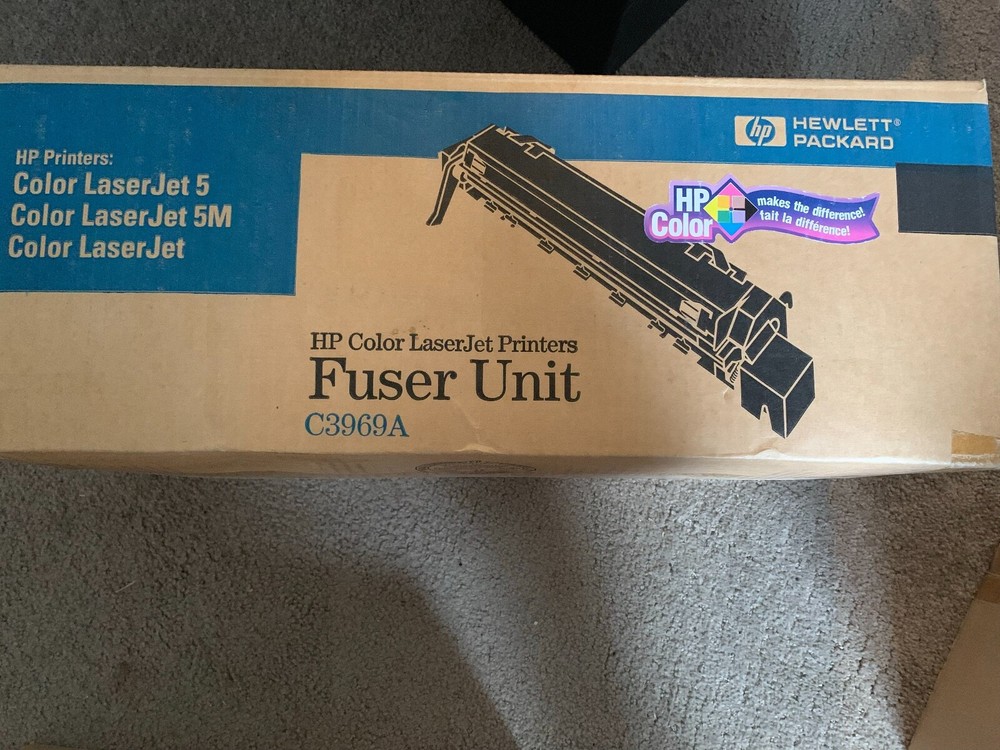 HP Printers:
Color LaserJet 5
Color LaserJet 5M
Color LaserJet
hp
HEWLETT®
PACKARD
HP
Color
makes the difference!
fait la différence!
HP Color LaserJet Printers
Fuser Unit
C3969A